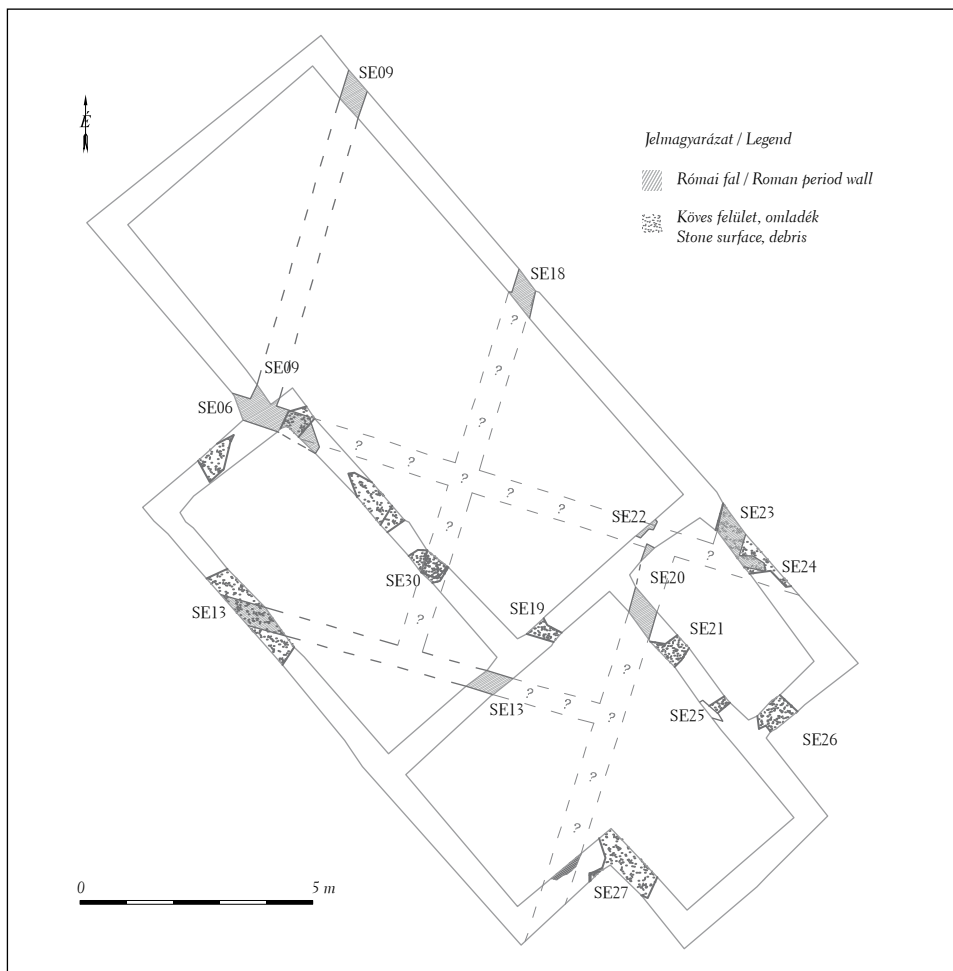 SE09
É
Jelmagyarázat / Legend
Római fal / Roman period wall
Köves felület, omladék
Stone surface, debris
SE18
?
?
SE09
SE06
?
?
?
?
?
?
?
SE22
SE23
?
SE24
?
SE30
SE20
SE13
?
SE19
SE21
?
SE13
?
?
?
SE25
SE26
?
?
?
SE27
0
5 m